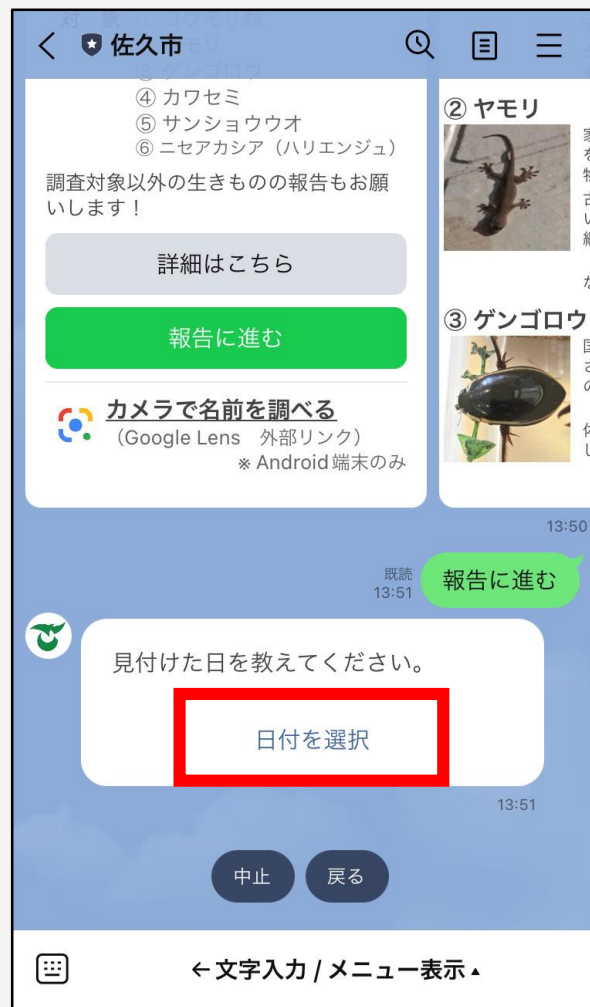 佐久市
④ カワセミ
⑤ サンショウウオ
⑥ ニセアカシア（ハリエンジュ）
調査対象以外の生きものの報告もお願
いします！
詳細はこちら
報告に進む
カメラで名前を調べる
（Google Lens　外部リンク）
※ Android端末のみ
② ヤモリ
③ ゲンゴロウ
13:50
既読
13:51
報告に進む
見付けた日を教えてください。
日付を選択
13:51
中止
戻る
←文字入力 / メニュー表示▲